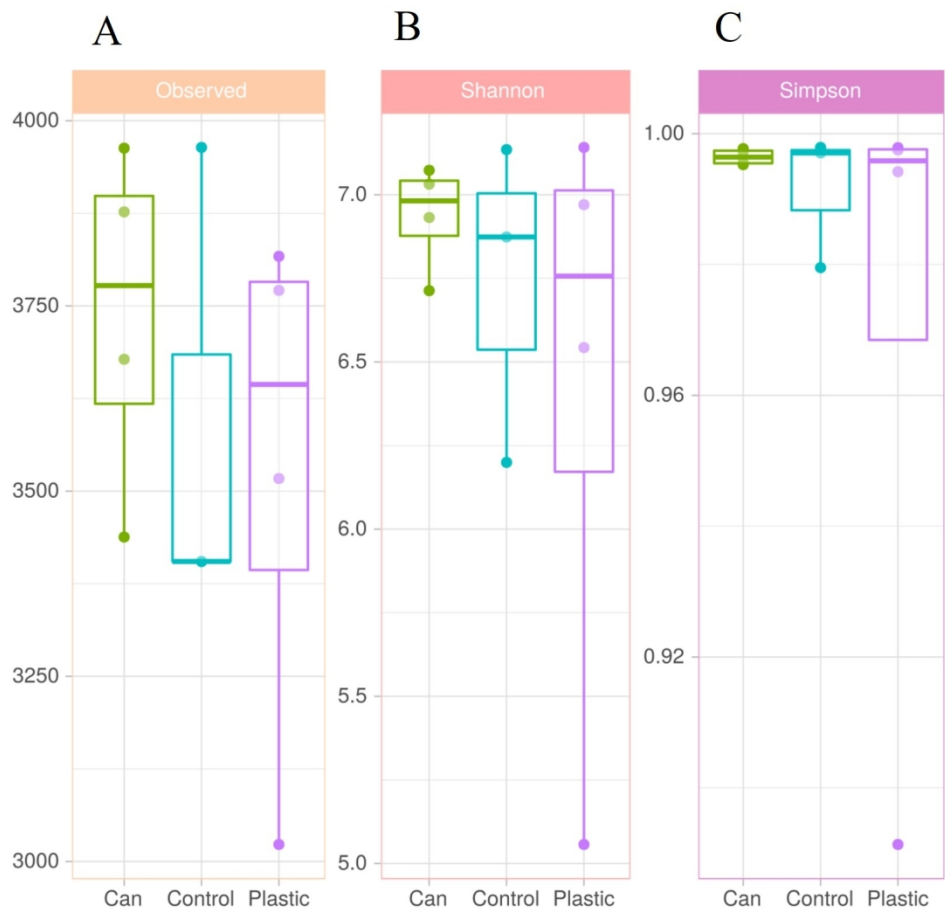 A
B
C
Observed
Shannon
Simpson
4000
3750
3500
3250
3000
7.0
6.5
6.0
5.5
5.0
1.00
0.96
0.92
Can Control Plastic
Can Control Plastic
Can Control Plastic